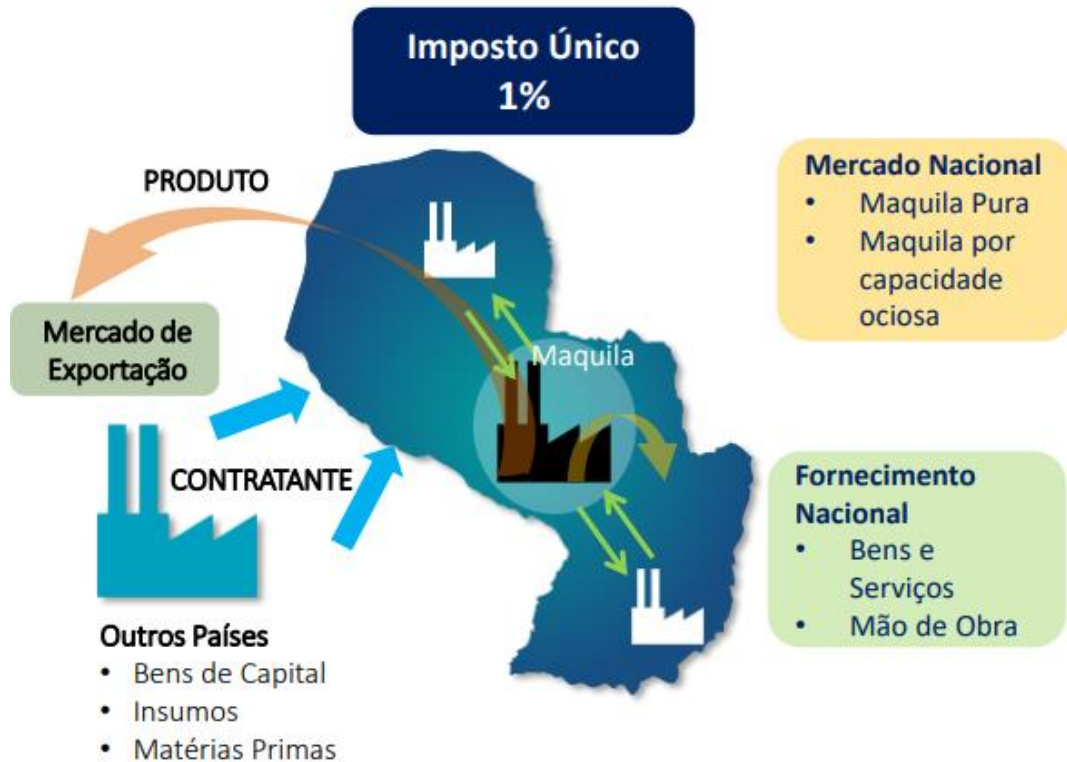 Imposto Único
1%
PRODUTO
Mercado Nacional
• Maquila Pura
• Maquila por
capacidade
ociosa
Mercado de
Exportação
Maquila
CONTRATANTE
Fornecimento
Nacional
• Bens e
Serviços
• Mão de Obra
Outros Países
• Bens de Capital
• Insumos
• Matérias Primas